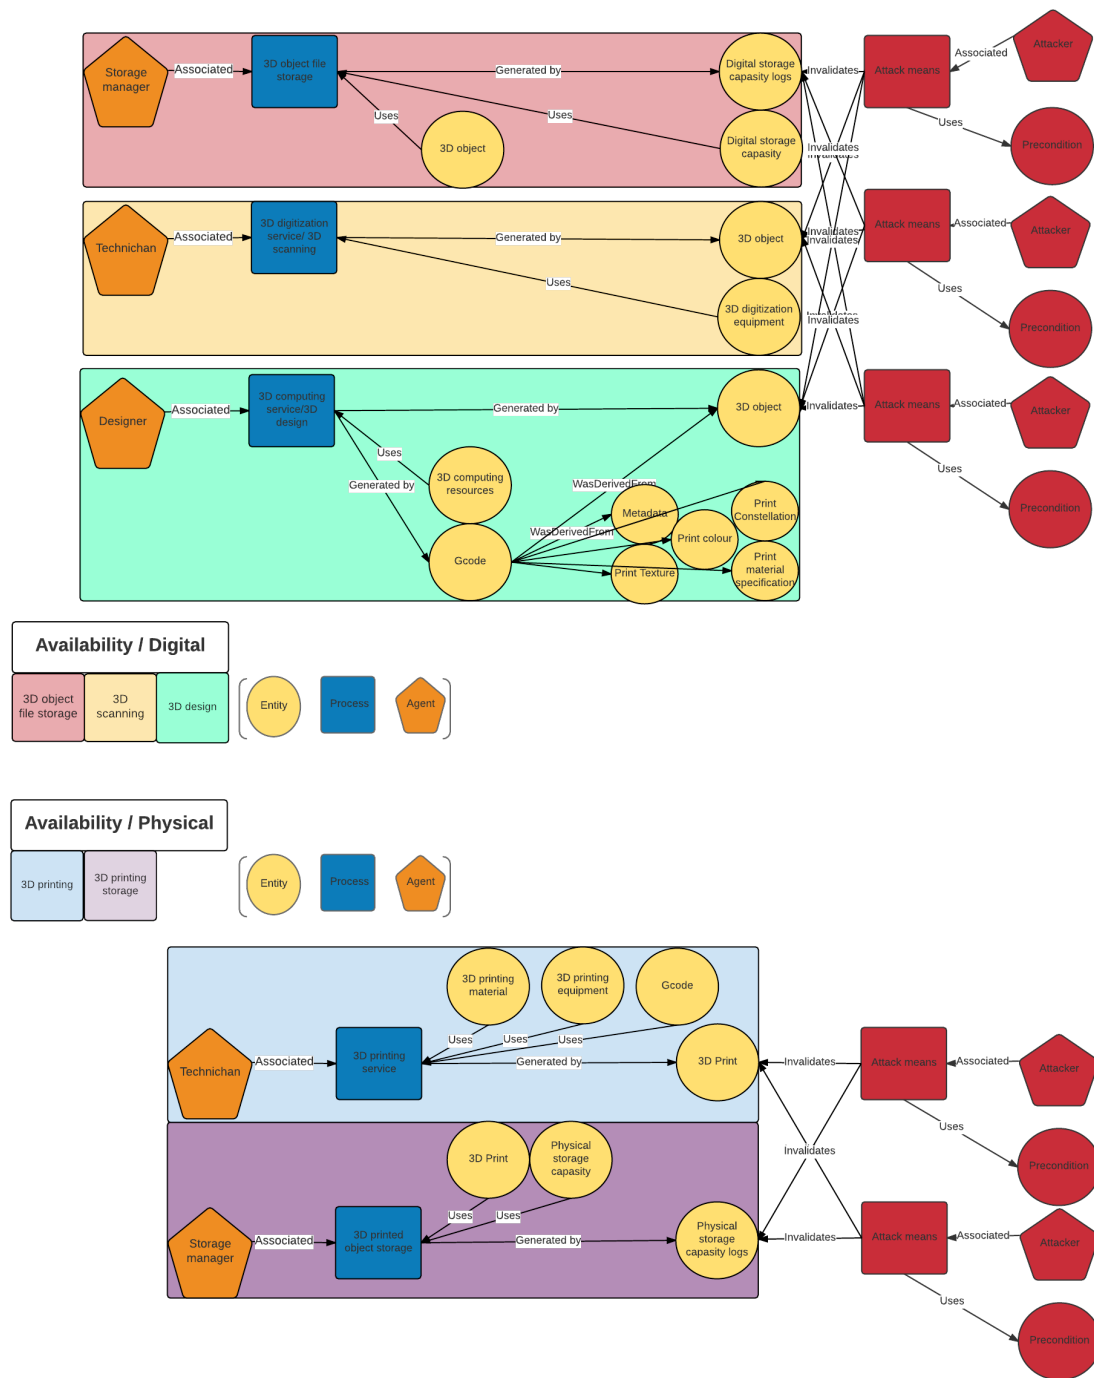 Storage
manager
Associated
3D object file
storage
Generated by
Digital storage
capasity logs
Invalidates
Attack means
Associated
Attacker
Uses
Uses
3D object
Digital storage
capasity
Uses
Precondition
Invalidates
Invalidates
Technichan
Associated
3D digitization
service/ 3D
scanning
Generated by
3D object
Invalidates
Invalidates
Attack means
Associated
Attacker
Uses
3D digitization
equipment
Uses
Precondition
Invalidates
Invalidates
Designer
Associated
3D computing
service/3D
design
Generated by
3D object
Invalidates
Attack means
Associated
Attacker
Uses
Generated by
3D computing
resources
WasDerivedFrom
Uses
Precondition
Gcode
WasDerivedFrom
Metadata
Print colour
Print
Constellation
Print Texture
Print
material
specification
Availability / Digital
3D object
file storage
3D
scanning
3D design
Entity
Process
Agent
Availability / Physical
3D printing
3D printing
storage
Entity
Process
Agent
3D printing
material
3D printing
equipment
Gcode
Uses
Uses
Uses
Technichan
Associated
3D printing
service
Generated by
3D Print
Invalidates
Attack means
Associated
Attacker
Uses
Precondition
Invalidates
3D Print
Physical
storage
capasity
Uses
Uses
Storage
manager
Associated
3D printed
object storage
Generated by
Physical
storage
capasity logs
Invalidates
Attack means
Associated
Attacker
Uses
Precondition